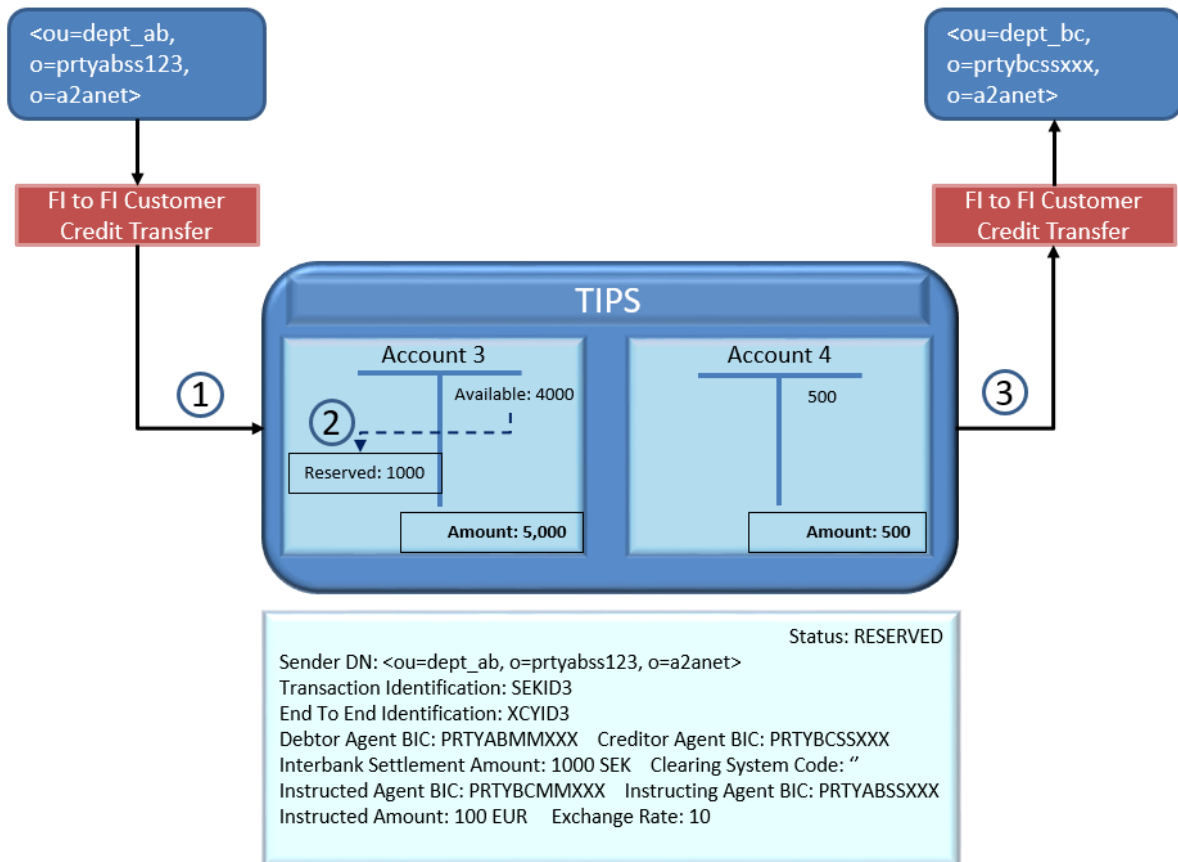 <ou=dept_ab,
o=prtyabss123,
o=a2anet>
<ou=dept_bc,
o=prtybcssxxx,
o=a2anet>
FI to FI Customer
Credit Transfer
FI to FI Customer
Credit Transfer
TIPS
Account 3
Account 4
1
Available: 4000
500
3
2
Reserved: 1000
Amount: 5,000
Amount: 500
Status: RESERVED
Sender DN: <ou=dept_ab, o=prtyabss123, o=a2anet>
Transaction Identification: SEKID3
End To End Identification: XCYID3
Debtor Agent BIC: PRTYABMMXXX Creditor Agent BIC: PRTYBCSSXXX
Interbank Settlement Amount: 1000 SEK Clearing System Code: ‘’
Instructed Agent BIC: PRTYBCMMXXX Instructing Agent BIC: PRTYABSSXXX
Instructed Amount: 100 EUR Exchange Rate: 10